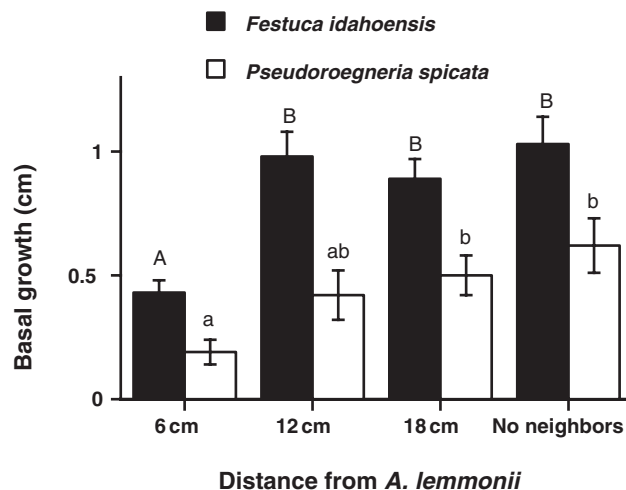 Festuca idahoensis
Pseudoroegneria spicata
Basal growth (cm)
1
0.5
0
A
a
B
ab
B
b
B
b
6 cm
12 cm
18 cm
No neighbors
Distance from A. lemmonii